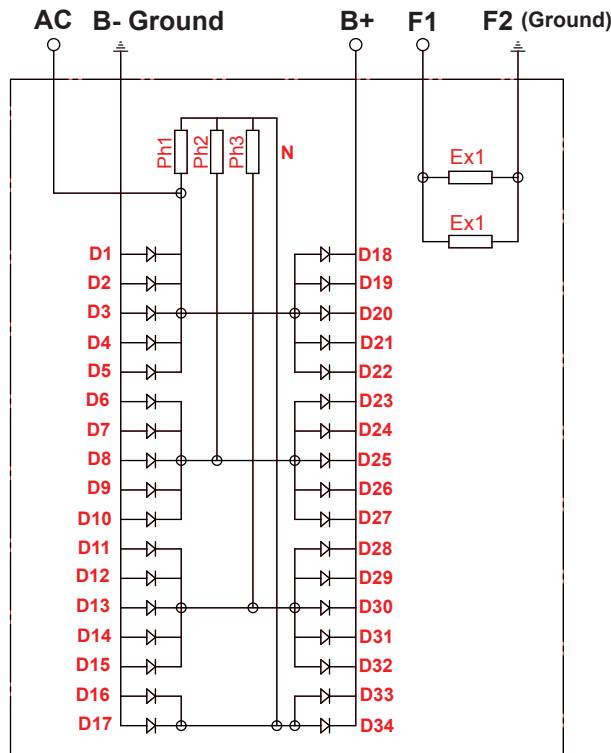 AC B- Ground B+ F1 F2 (Ground)
Ph1 Ph2 Ph3 N
Ex1
Ex1
D1 D18
D2 D19
D3 D20
D4 D21
D5 D22
D6 D23
D7 D24
D8 D25
D9 D26
D10 D27
D11 D28
D12 D29
D13 D30
D14 D31
D15 D32
D16 D33
D17 D34